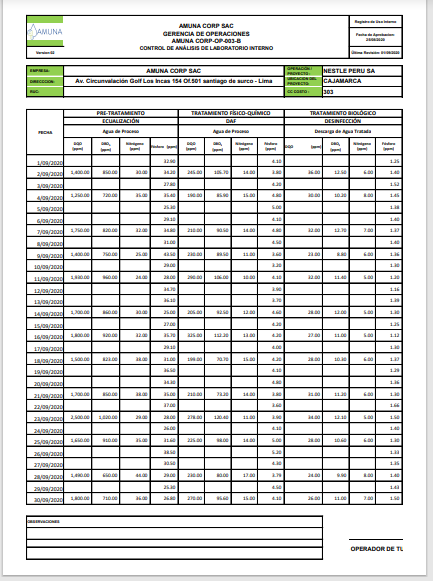 AMUNA
Versión 02
AMUNA CORP SAC
GERENCIA DE OPERACIONES
AMUNA CORP-OP-003-B
CONTROL DE ANÁLISIS DE LABORATORIO INTERNO
Registro de Uso Interno
Fecha de Aprobacion:
Última Revisión: 01/09/2020
EMPRESA: AMUNA CORP SAC OPERACIÓN / PROYECTO: NESTLE PERU SA
DIRECCION: Av. Circunvalación Golf Los Incas 154 Of.501 santiago de surco - Lima UBICACIÓN DEL PROYECTO: CAJAMARCA
RUC: CC COSTO: 303
FECHA
PRE-TRATAMIENTO TRATAMIENTO FÍSICO-QUÍMICO TRATAMIENTO BIOLÓGICO
ECUALIZACIÓN DAF DESINFECCIÓN
Agua de Proceso Agua de Proceso Descarga de Agua Tratada
DQO (ppm) DBO5 (ppm) Nitrógeno (ppm) Fósforo (ppm) DQO (ppm) DBO5 (ppm) Nitrógeno (ppm) Fósforo (ppm) DQO (ppm) DBO5 (ppm) Nitrógeno (ppm) Fósforo (ppm)
1/09/2020 32.80 4.10 1.25
2/09/2020 1,400.00 850.00 30.00 34.20 245.00 105.70 14.00 3.80 36.00 12.50 6.00 1.40
3/09/2020 27.80 4.20 1.52
4/09/2020 1,250.00 720.00 35.00 35.40 190.00 85.90 15.00 4.80 30.00 10.20 8.00 1.45
5/09/2020 25.30 5.00 1.38
6/09/2020 29.10 4.10 1.40
7/09/2020 1,750.00 820.00 32.00 34.80 210.00 90.50 14.00 4.80 32.00 12.70 7.00 1.37
8/09/2020 31.00 4.50 1.40
9/09/2020 1,400.00 750.00 25.00 43.50 230.00 89.50 11.00 3.60 23.00 8.80 6.00 1.36
10/09/2020 29.00 3.20 1.30
11/09/2020 1,930.00 960.00 24.00 28.00 290.00 106.00 10.00 4.10 32.00 11.40 5.00 1.20
12/09/2020 34.70 3.90 1.16
13/09/2020 36.10 3.70 1.39
14/09/2020 1,700.00 860.00 30.00 25.00 205.00 92.50 12.00 4.60 28.00 12.00 5.00 1.30
15/09/2020 27.00 4.20 1.25
16/09/2020 1,800.00 920.00 32.00 35.70 325.00 112.20 13.00 4.20 27.00 11.00 5.00 1.12
17/09/2020 29.10 4.00 1.30
18/09/2020 1,500.00 823.00 38.00 31.00 199.00 70.70 15.00 4.20 28.00 10.30 6.00 1.37
19/09/2020 36.50 4.10 1.29
20/09/2020 34.30 4.80 1.36
21/09/2020 1,700.00 850.00 38.00 35.00 210.00 73.20 14.00 3.80 31.00 11.20 6.00 1.30
22/09/2020 37.00 3.60 1.66
23/09/2020 2,500.00 1,020.00 29.00 28.00 278.00 120.40 11.00 3.90 34.00 12.10 5.00 1.50
24/09/2020 26.00 4.10 1.40
25/09/2020 1,650.00 910.00 35.00 31.60 225.00 98.00 14.00 5.00 28.00 10.60 6.00 1.30
26/09/2020 38.50 5.20 1.33
27/09/2020 30.50 4.30 1.35
28/09/2020 1,490.00 650.00 44.00 29.00 230.00 80.00 17.00 3.79 24.00 9.90 8.00 1.40
29/09/2020 25.30 4.50 1.43
30/09/2020 1,800.00 710.00 36.00 26.80 270.00 95.60 15.00 4.10 26.00 11.00 7.00 1.50
OBSERVACIONES
OPERADOR DE TU